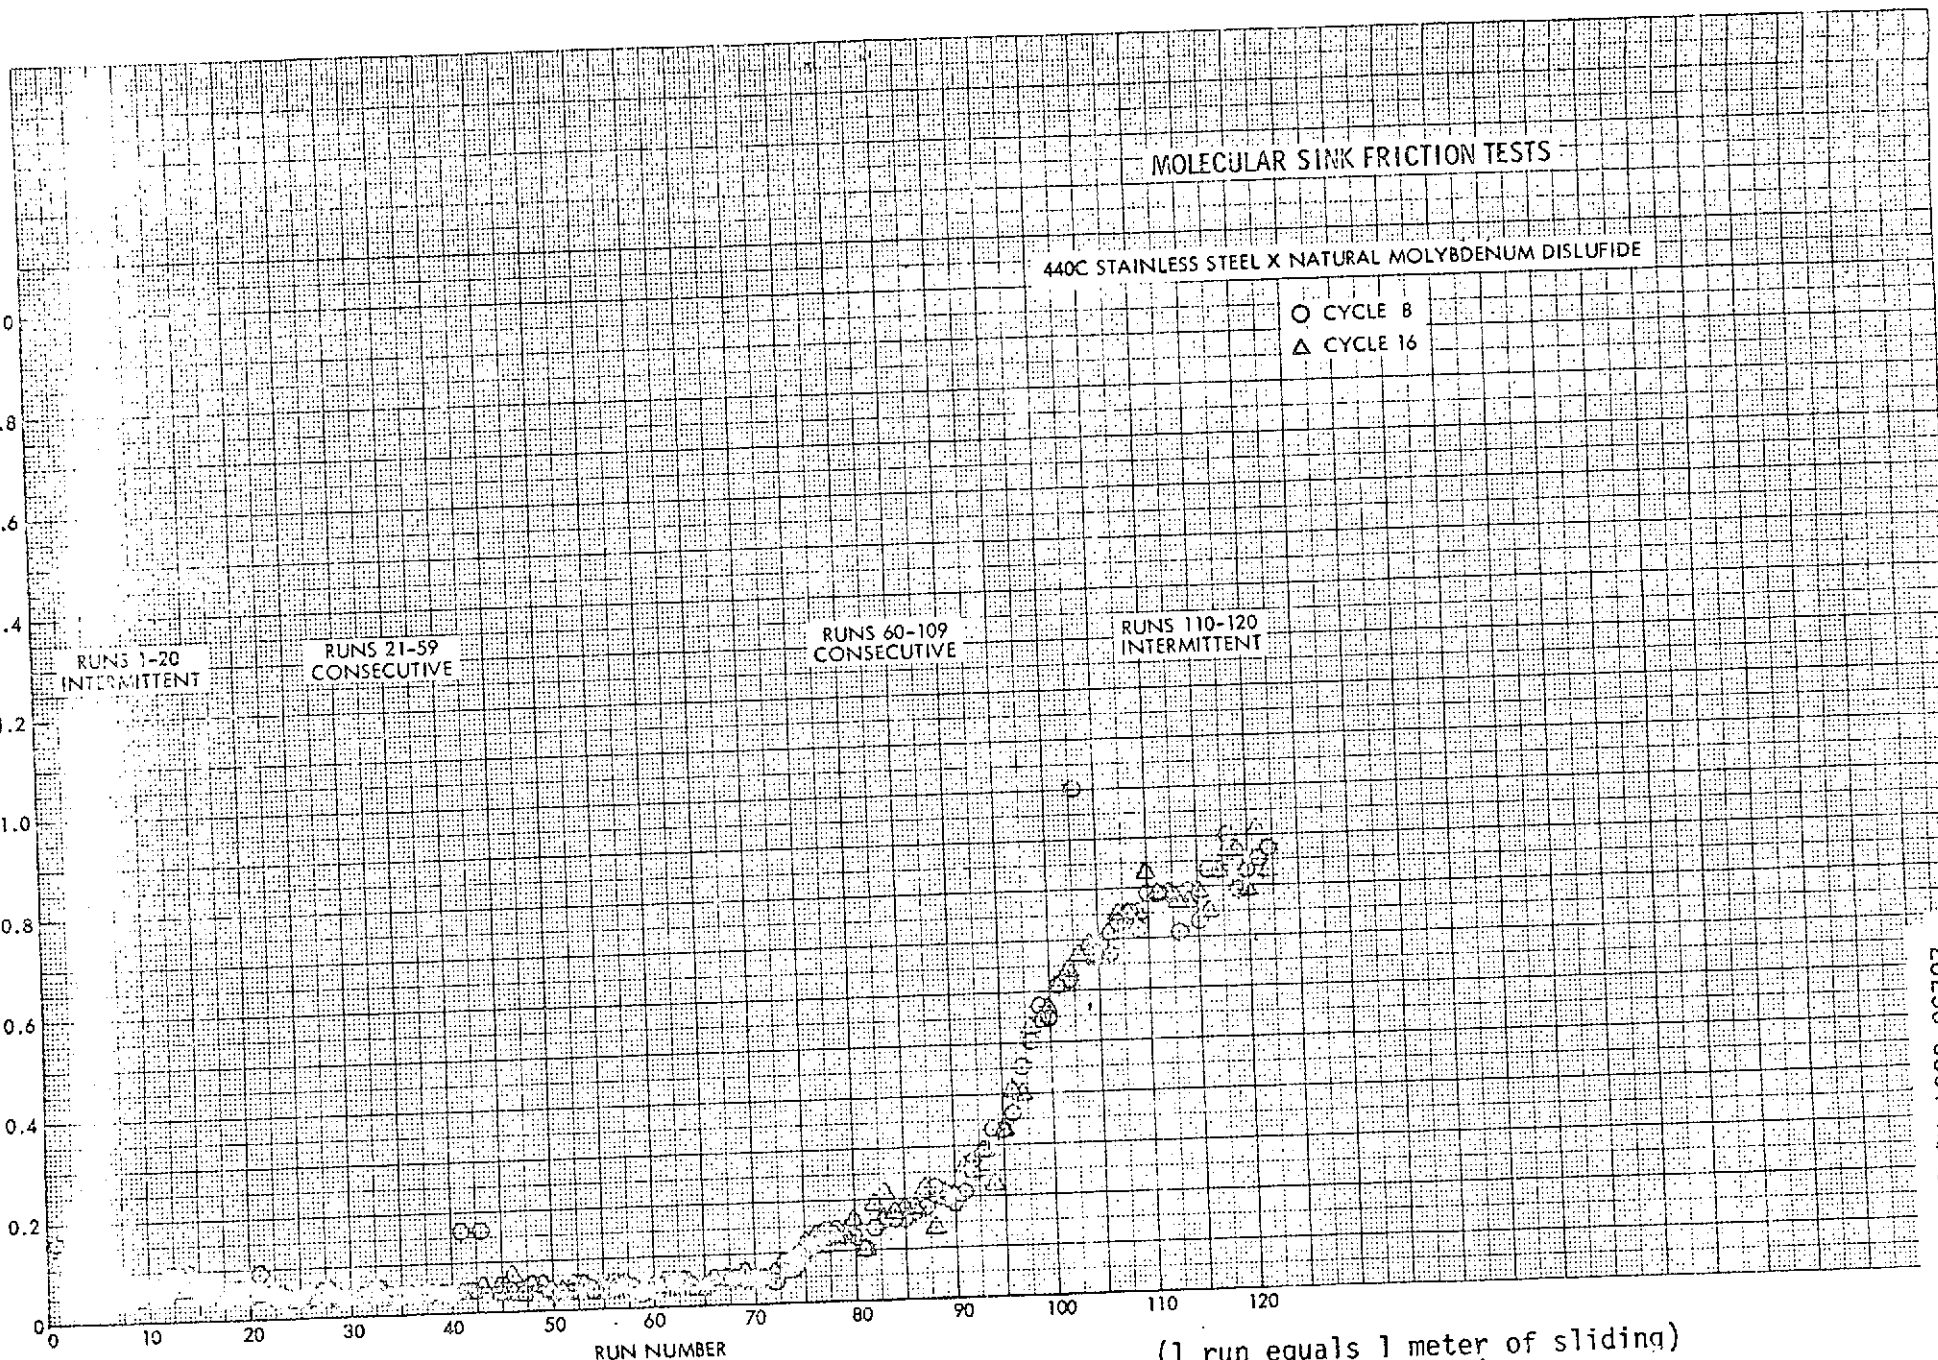 MOLECULAR SINK FRICTION TESTS
440C STAINLESS STEEL X NATURAL MOLYBDENUM DISLUFIDE
O CYCLE 8
△ CYCLE 16
RUNS 1-20
INTERMITTENT
RUNS 21-59
CONSECUTIVE
RUNS 60-109
CONSECUTIVE
RUNS 110-120
INTERMITTENT
0
.8
.6
.4
1.2
1.0
0.8
0.6
0.4
0.2
0
0 10 20 30 40 50 60 70 80 90 100 110 120
RUN NUMBER
(1 run equals 1 meter of sliding)